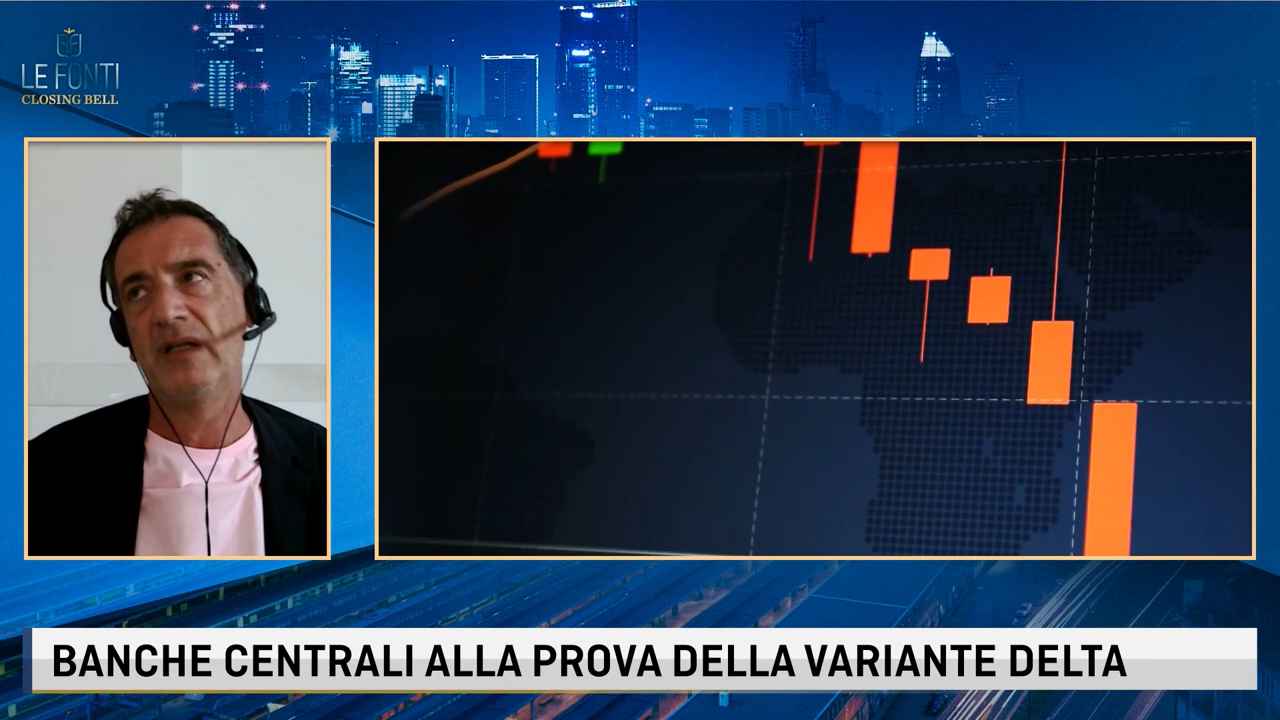 LE FONTI
CLOSING BELL
BANCHE CENTRALI ALLA PROVA DELLA VARIANTE DELTA